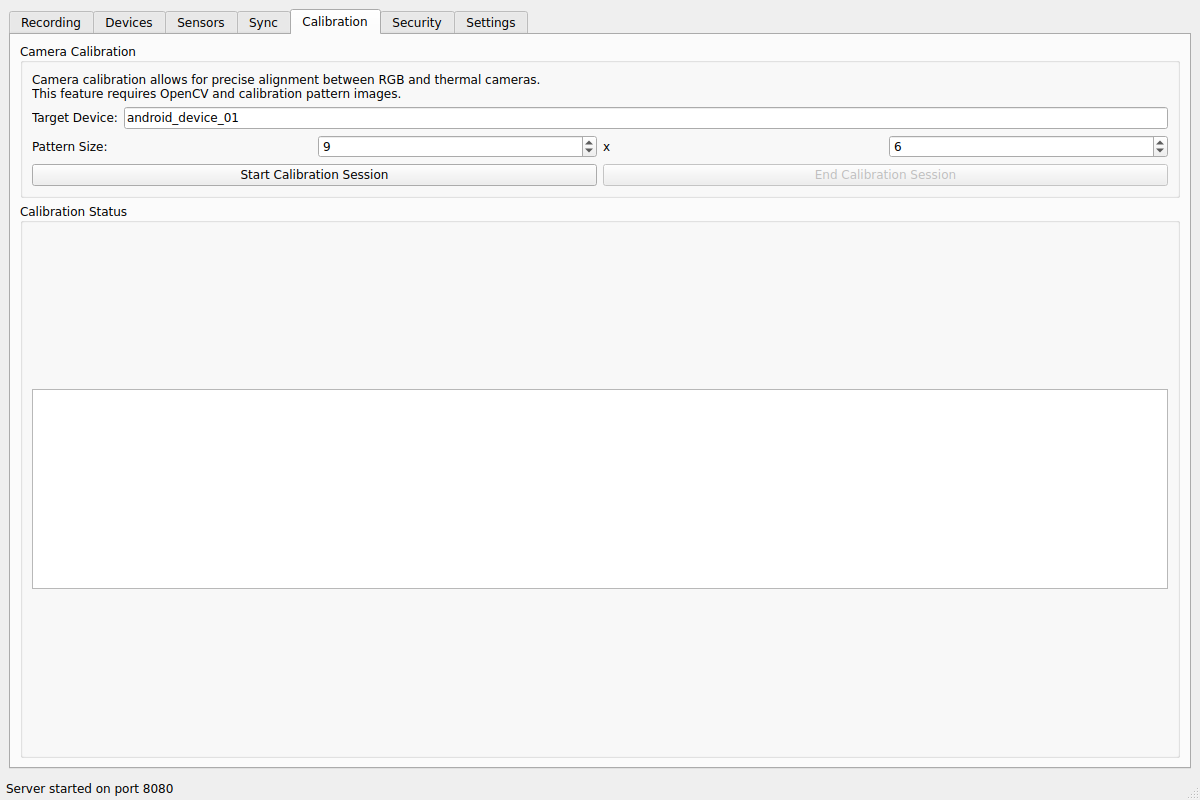 Recording Devices Sensors Sync Calibration Security Settings
Camera Calibration
Camera calibration allows for precise alignment between RGB and thermal cameras.
This feature requires OpenCV and calibration pattern images.
Target Device: android_device_01
Pattern Size: 9 x 6
Start Calibration Session End Calibration Session
Calibration Status
Server started on port 8080